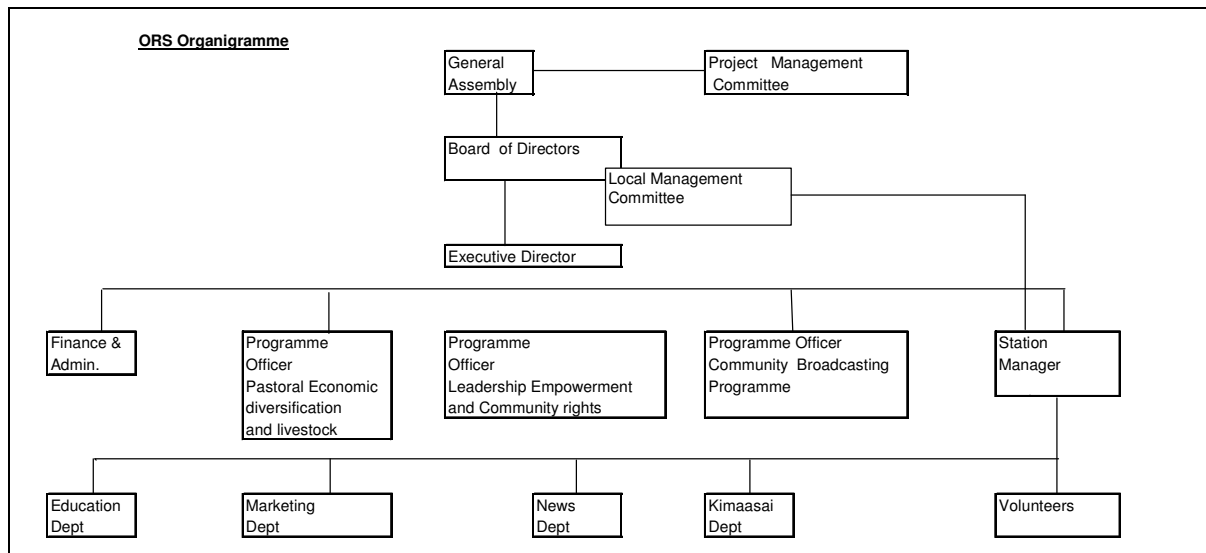 ORS Organigramme
General
Assembly
Project Management
Committee
Board of Directors
Local Management
Committee
Executive Director
Finance &
Admin.
Programme
Officer
Pastoral Economic
diversification
and livestock
Programme
Officer
Leadership Empowerment
and Community rights
Programme Officer
Community Broadcasting
Programme
Station
Manager
Education
Dept
Marketing
Dept
News
Dept
Kimaasai
Dept
Volunteers